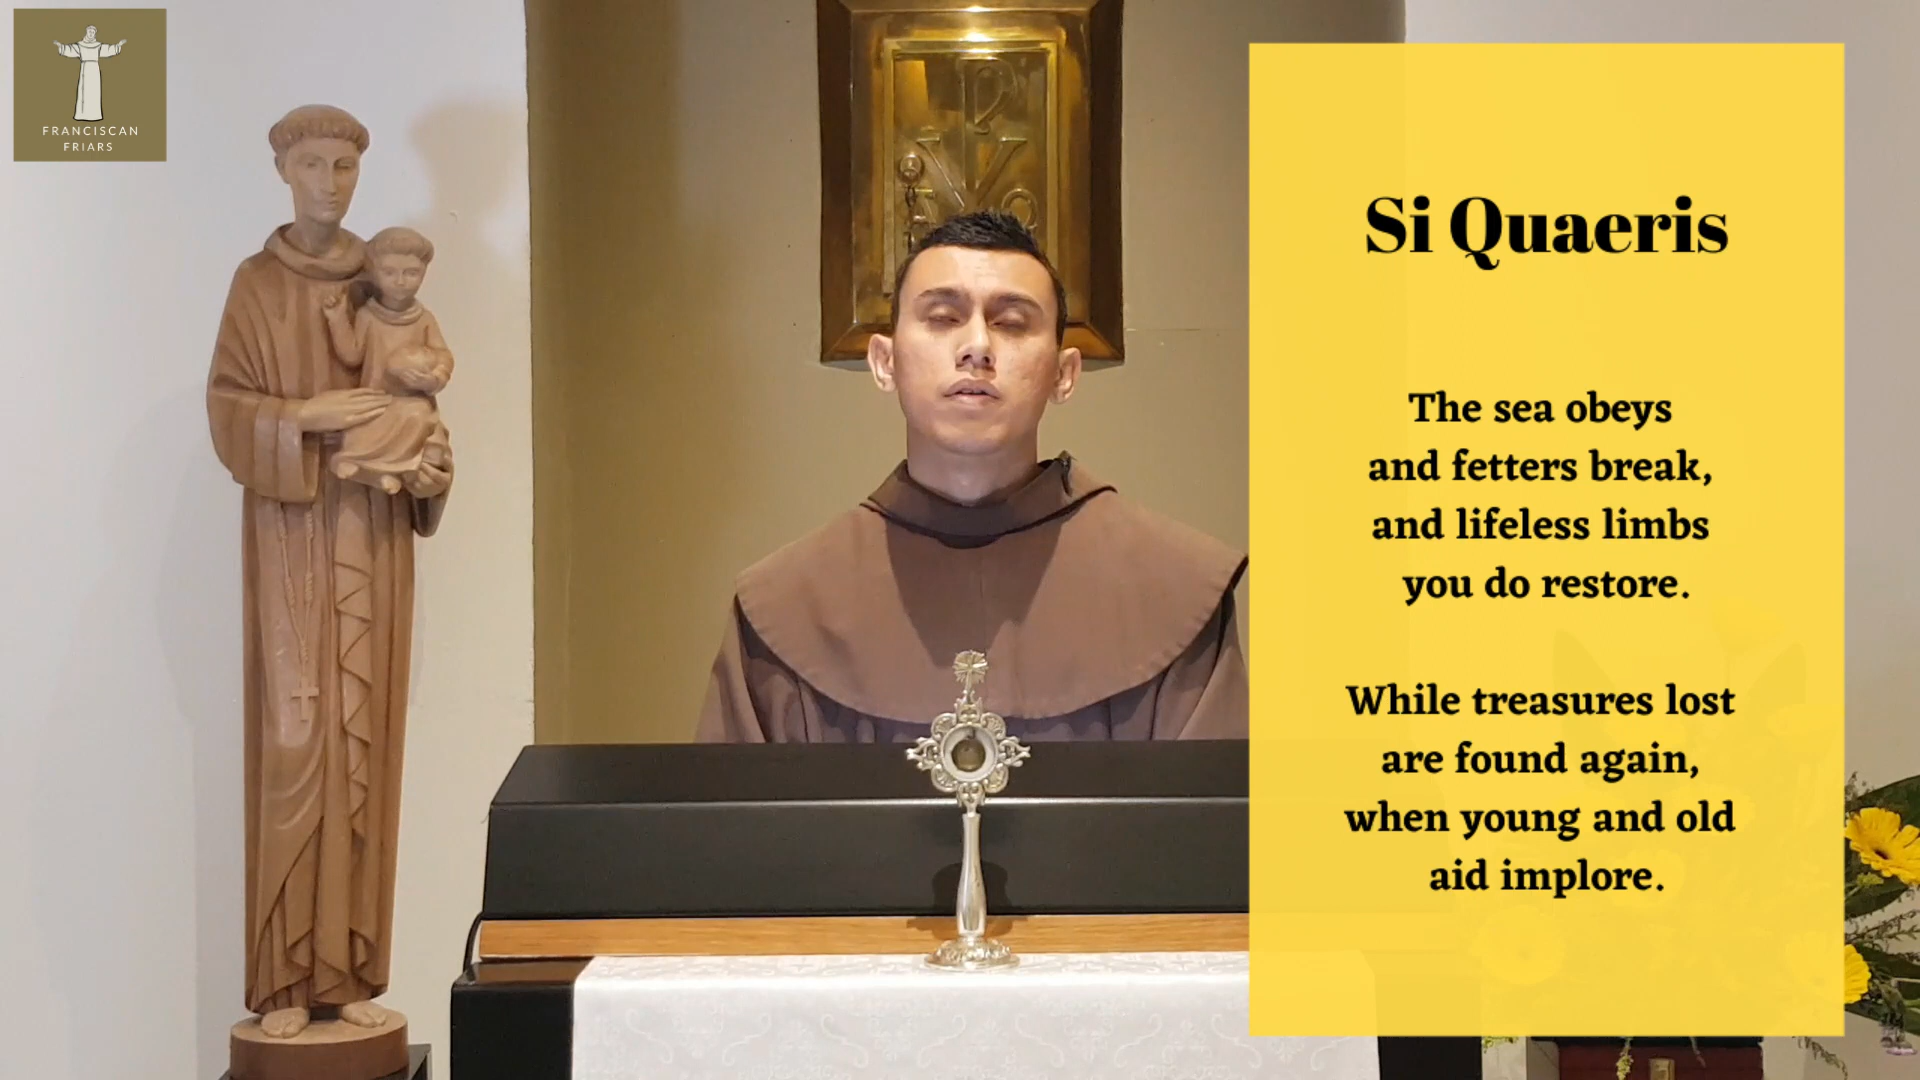 FRANCISCAN
FRIARS
Si Quaeris
The sea obeys
and fetters break,
and lifeless limbs
you do restore.
While treasures lost
are found again,
when young and old
aid implore.